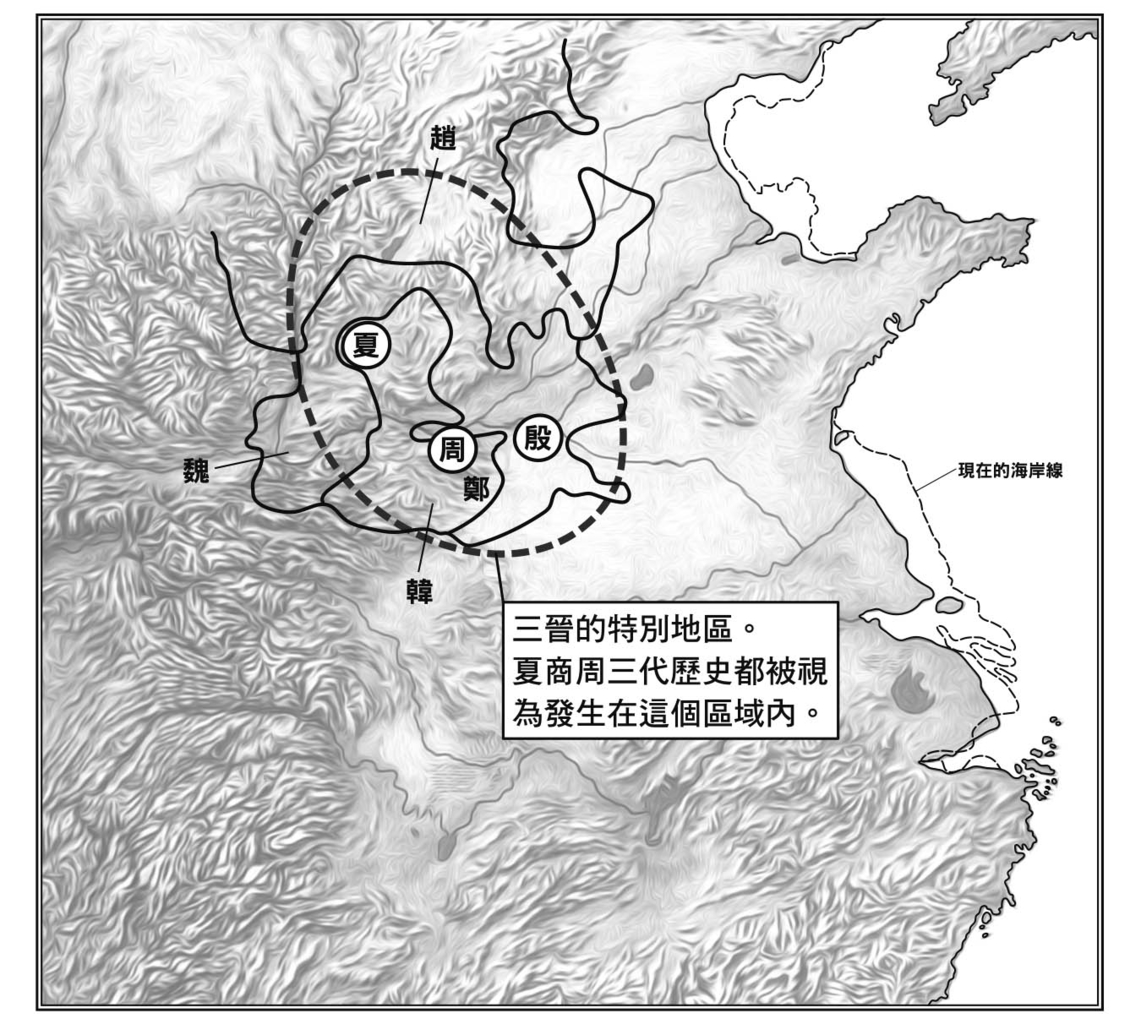 趙
夏
殷
周
魏
鄭
現在的海岸線
韓
三晉的特別地區。
夏商周三代歷史都被視
為發生在這個區域內。